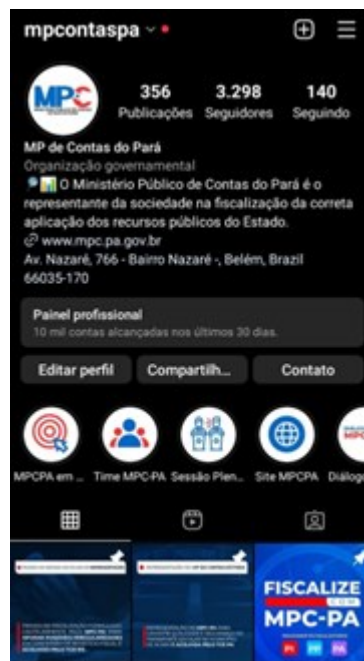 mpcontaspa
MPC
356 3.298 140
Publicações Seguidores Seguindo
MP de Contas do Pará
Organização governamental
O Ministério Público de Contas do Pará é o
representante da sociedade na fiscalização da correta
aplicação dos recursos públicos do Estado.
www.mpc.pa.gov.br
Av. Nazaré, 766 - Bairro Nazaré -, Belém, Brazil
66035-170
Painel profissional
10 mil contas alcançadas nos últimos 30 dias.
Editar perfil Compartilh... Contato
MPCPA em ... Time MPC-PA Sessão Plen... Site MPCPA Diálogo
FISCALIZE
COM
MPC-PA